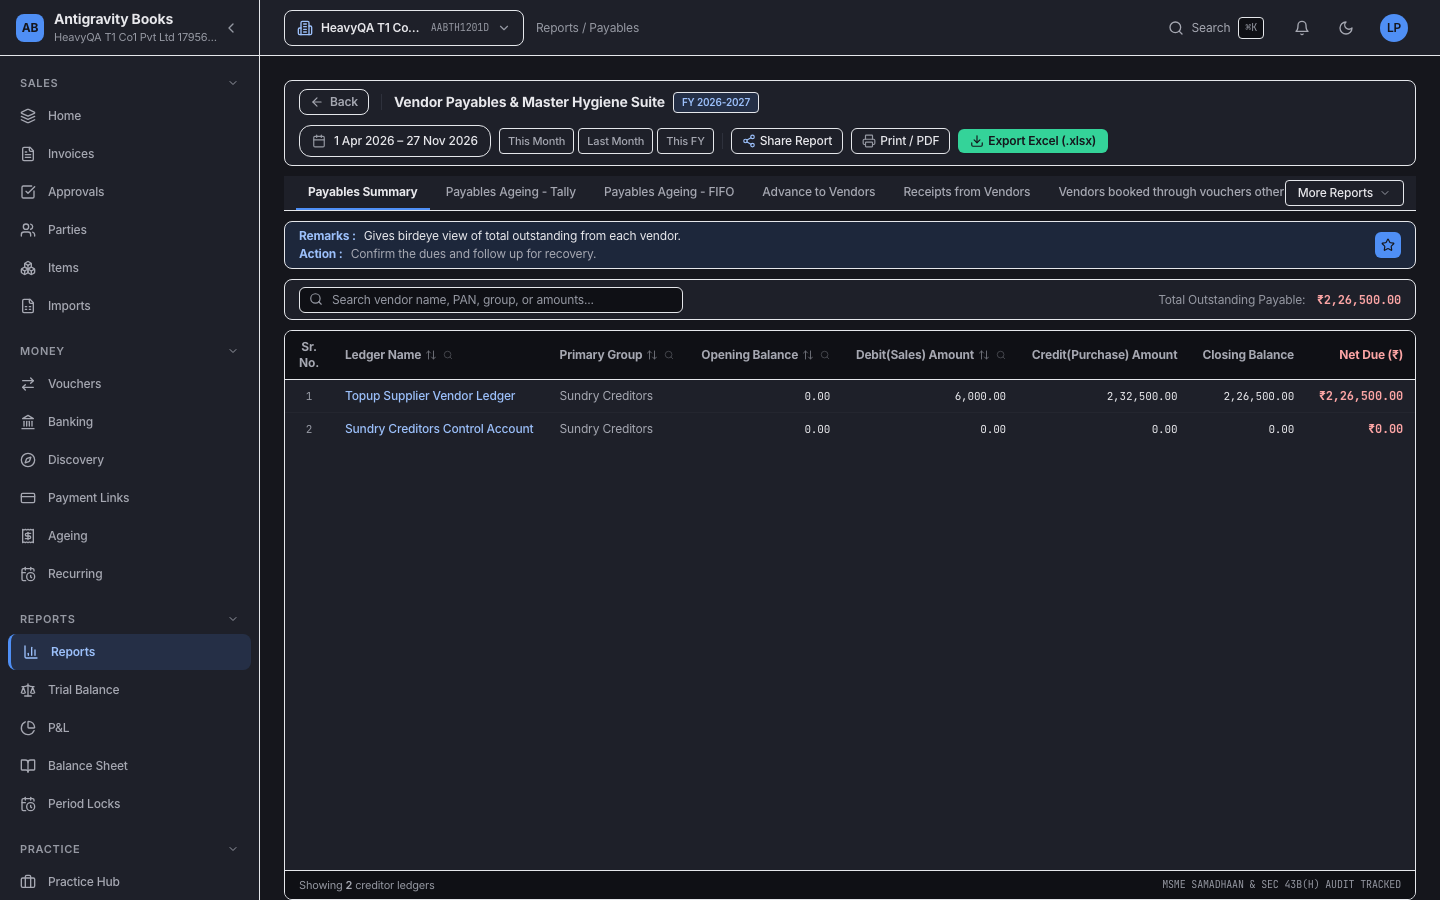 AB
Antigravity Books
HeavyQA T1 Co1 Pvt Ltd 17956...
SALES
Home
Invoices
Approvals
Parties
Items
Imports
MONEY
Vouchers
Banking
Discovery
Payment Links
Ageing
Recurring
REPORTS
Reports
Trial Balance
P&L
Balance Sheet
Period Locks
PRACTICE
Practice Hub
HeavyQA T1 Co... AABTH1201D
Reports / Payables
Search ⌘K
LP
Back
Vendor Payables & Master Hygiene Suite
FY 2026-2027
1 Apr 2026 – 27 Nov 2026
This Month
Last Month
This FY
Share Report
Print / PDF
Export Excel (.xlsx)
Payables Summary
Payables Ageing - Tally
Payables Ageing - FIFO
Advance to Vendors
Receipts from Vendors
Vendors booked through vouchers other
More Reports
Remarks : Gives birdeye view of total outstanding from each vendor.
Action : Confirm the dues and follow up for recovery.
Search vendor name, PAN, group, or amounts...
Total Outstanding Payable: ₹2,26,500.00
Sr. No. Ledger Name Primary Group Opening Balance Debit(Sales) Amount Credit(Purchase) Amount Closing Balance Net Due (₹)
1 Topup Supplier Vendor Ledger Sundry Creditors 0.00 6,000.00 2,32,500.00 2,26,500.00 ₹2,26,500.00
2 Sundry Creditors Control Account Sundry Creditors 0.00 0.00 0.00 0.00 ₹0.00
Showing 2 creditor ledgers
MSME SAMADHAAN & SEC 43B(H) AUDIT TRACKED